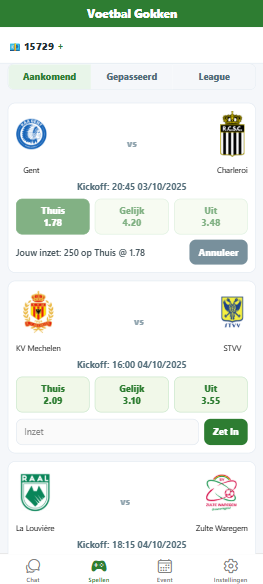 Voetbal Gokken
15729 +
Aankomend Gepasseerd League
R.C.S.C.
vs
Gent Charleroi
Kickoff: 20:45 03/10/2025
Thuis Gelijk Uit
1.78 4.20 3.48
Jouw inzet: 250 op Thuis @ 1.78 Annuleer
vs
STVV
KV Mechelen STVV
Kickoff: 16:00 04/10/2025
Thuis Gelijk Uit
2.09 3.10 3.55
Inzet Zet In
RAAL
vs
ZULTE WAREGEM
La Louvière Zulte Waregem
Kickoff: 18:15 04/10/2025
Chat Spellen Event Instellingen